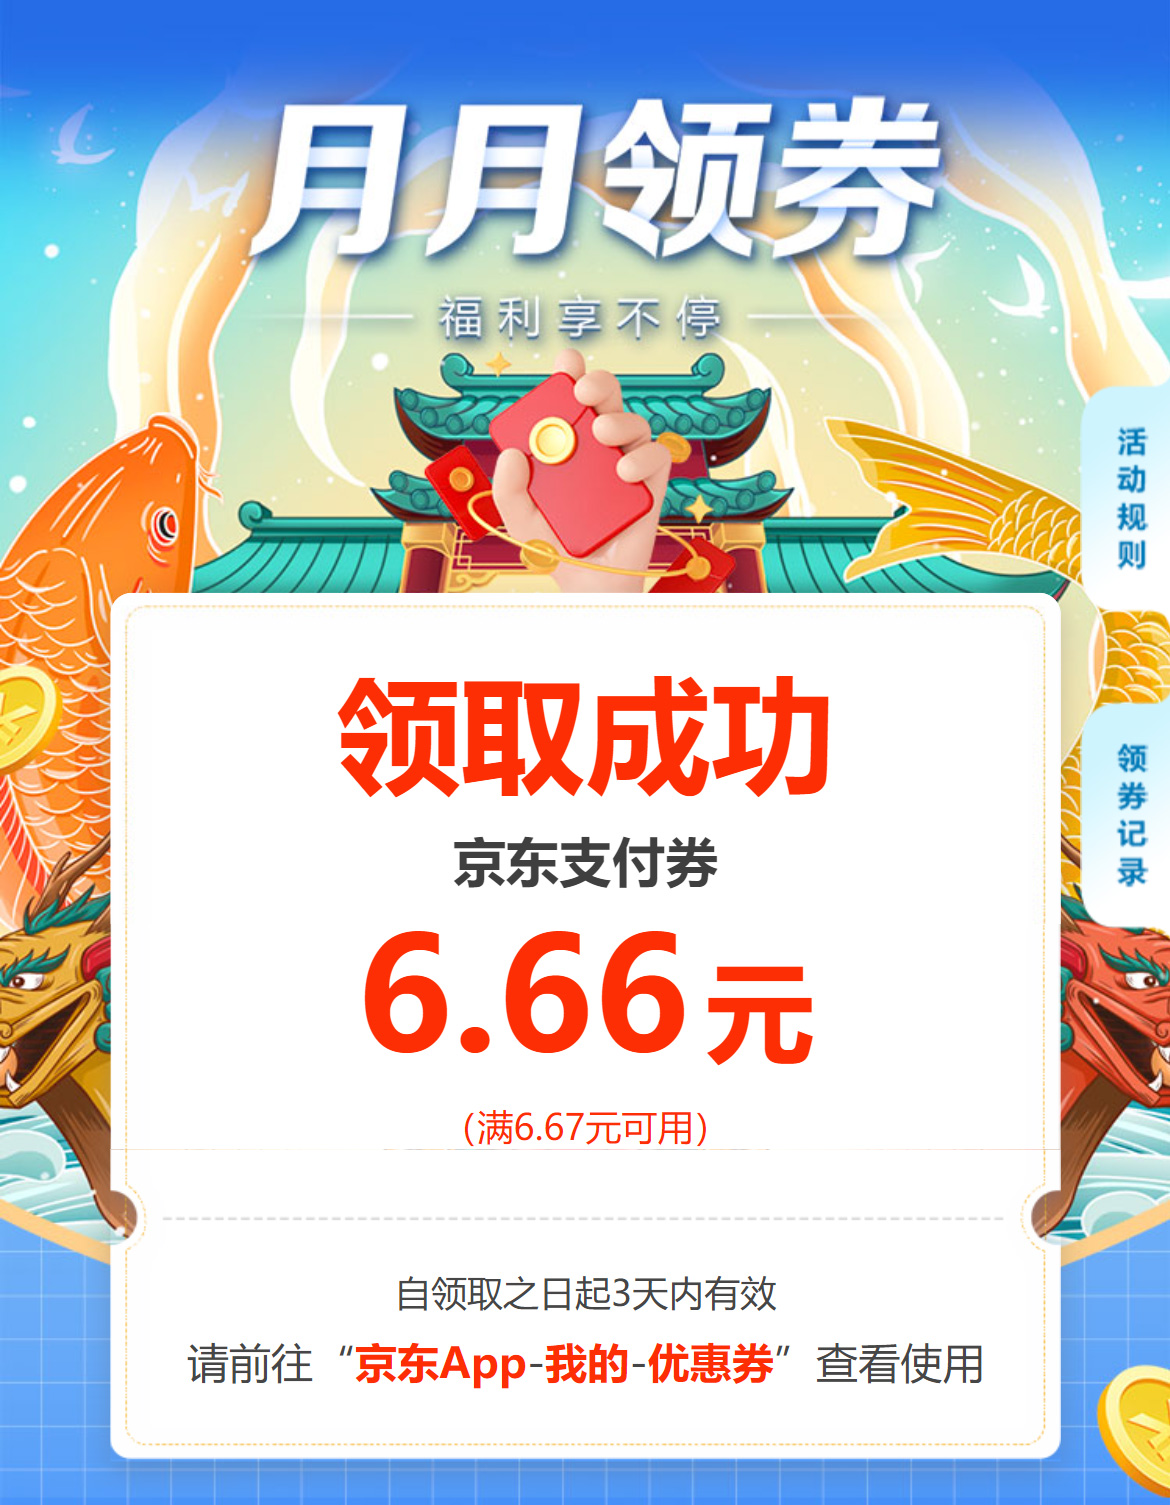 月月领券
福利享不停
活动规则
领取成功
京东支付券
领券记录
6.66元
（满6.67元可用）
自领取之日起3天内有效
请前往“京东App-我的-优惠券”查看使用